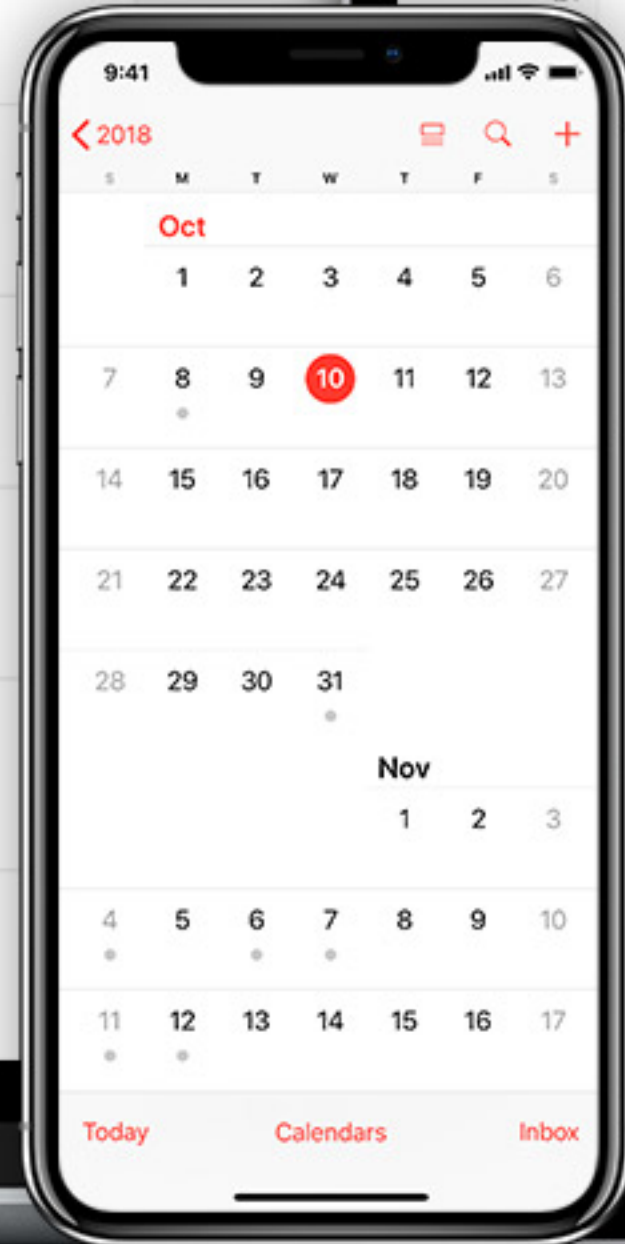 9:41
2018
S M T W T F S
Oct
1 2 3 4 5 6
7 8 9 10 11 12 13
14 15 16 17 18 19 20
21 22 23 24 25 26 27
28 29 30 31
Nov
1 2 3
4 5 6 7 8 9 10
11 12 13 14 15 16 17
Today Calendars Inbox